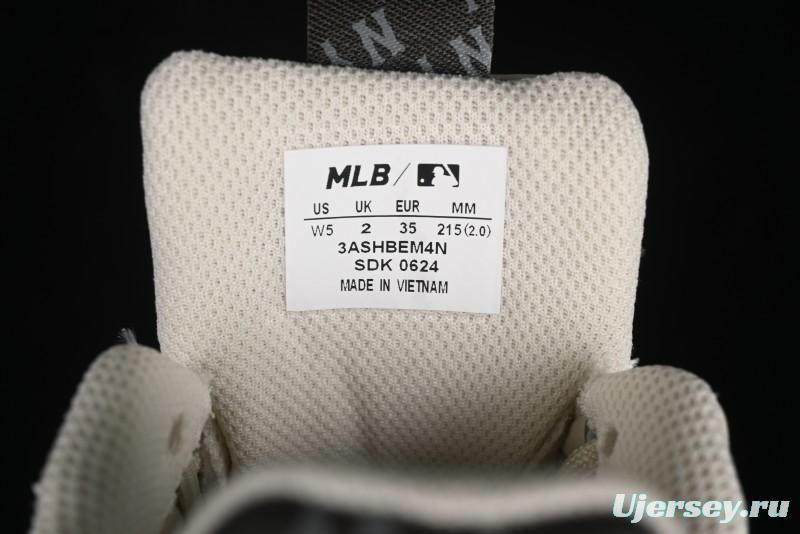 MLB
US UK EUR MM
W5 2 35 215(2.0)
3ASHBEM4N
SDK 0624
MADE IN VIETNAM
Ujersey.ru